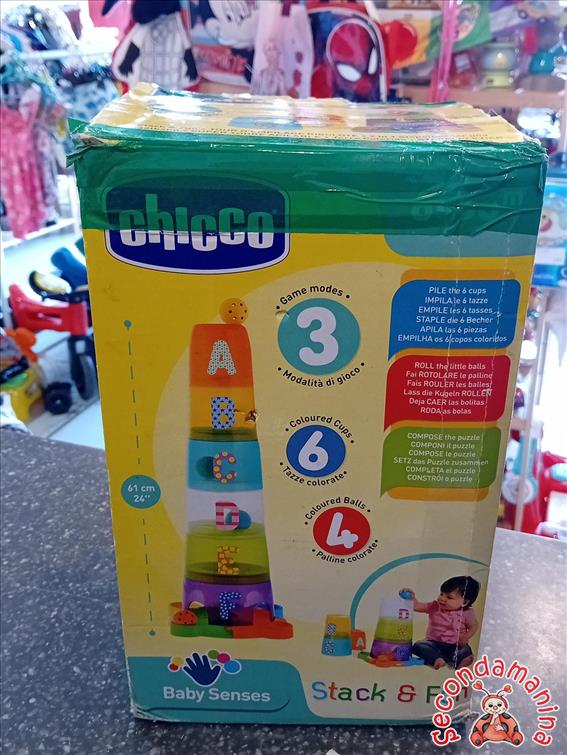 chicco
Game modes
3
Modalità di gioco
PILE the 6 cups
IMPILA le 6 tazze
EMPILE les 6 tasses
STAPLE die 6 Becher
APILA las 6 piezas
EMPILHA os 6 copos coloridos
ROLL the little balls
Fai ROTOLARE le palline
Fais ROULER les balles
Lass die Kugeln ROLLEN
Deja CAER las bolitas
RODA as bolas
COMPOSE the puzzle
COMPONI il puzzle
COMPOSE le puzzle
SETZ das Puzzle zusammen
COMPLETA el puzzle
CONSTRÓI o puzzle
Coloured Cups
6
Tazze colorate
Coloured Balls
4
Palline colorate
61 cm
24"
A
B
C
D
E
F
Baby Senses
Stack &
secondamanina